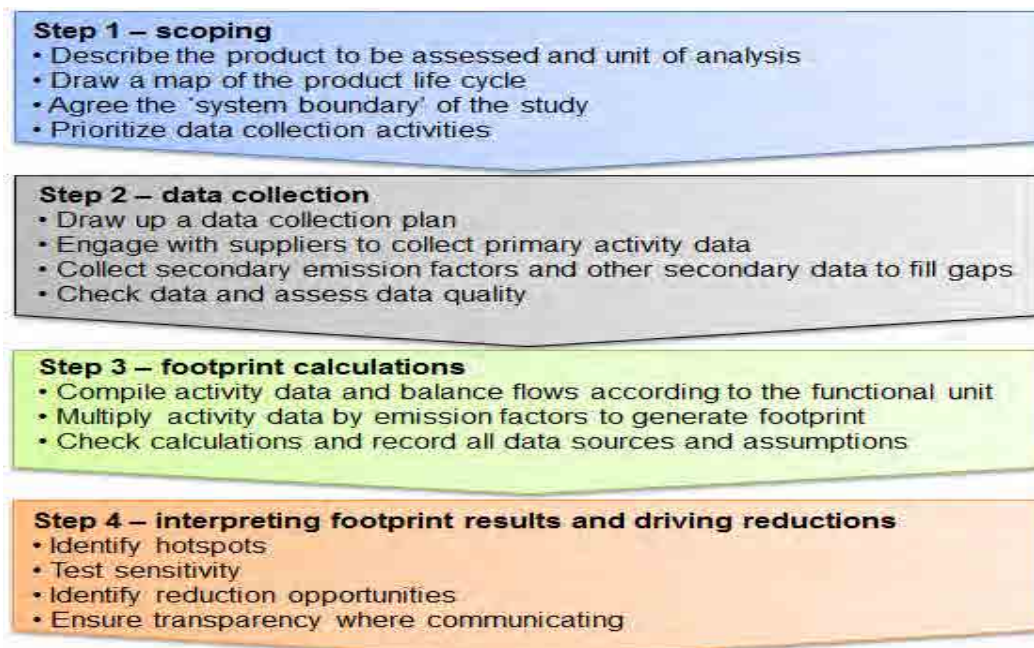 Step 1 – scoping
• Describe the product to be assessed and unit of analysis
• Draw a map of the product life cycle
• Agree the ‘system boundary’ of the study
• Prioritize data collection activities
Step 2 – data collection
• Draw up a data collection plan
• Engage with suppliers to collect primary activity data
• Collect secondary emission factors and other secondary data to fill gaps
• Check data and assess data quality
Step 3 – footprint calculations
• Compile activity data and balance flows according to the functional unit
• Multiply activity data by emission factors to generate footprint
• Check calculations and record all data sources and assumptions
Step 4 – interpreting footprint results and driving reductions
• Identify hotspots
• Test sensitivity
• Identify reduction opportunities
• Ensure transparency where communicating